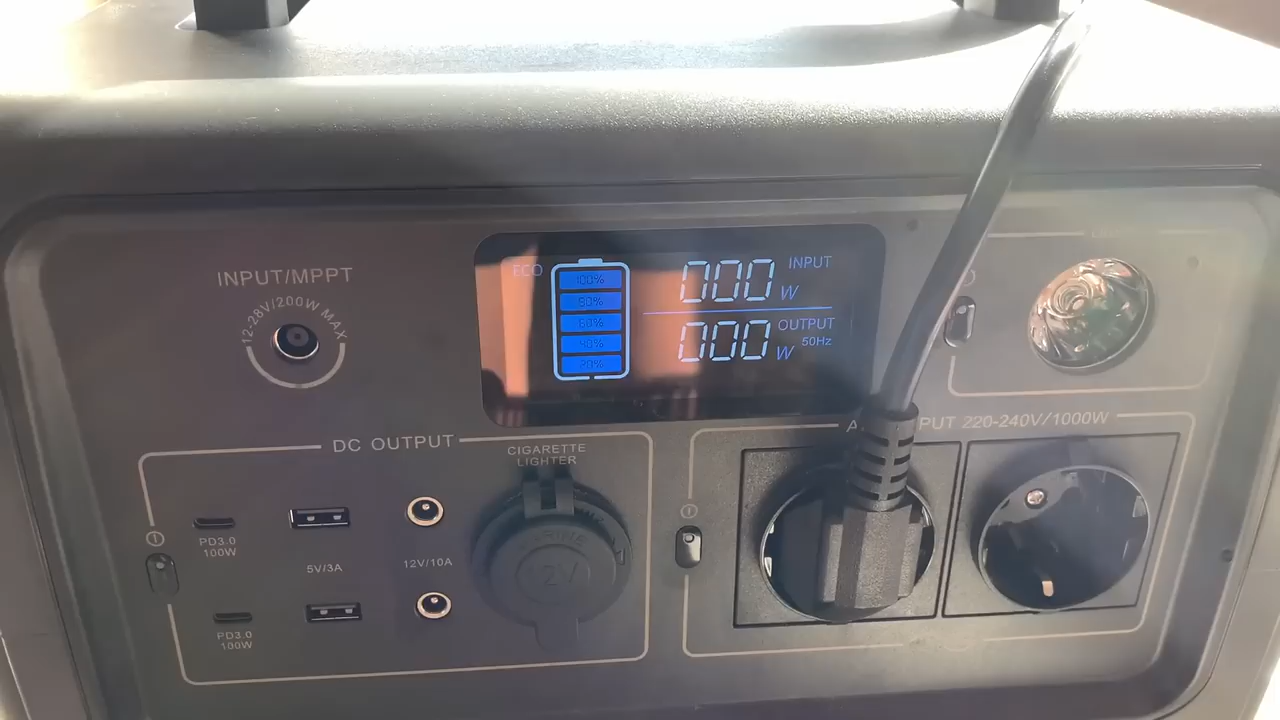 INPUT/MPPT
12-28V/200W MAX
ECO
100%
80%
60%
40%
20%
000 W INPUT
000 W OUTPUT
50Hz
DC OUTPUT
CIGARETTE
LIGHTER
PD3.0
100W
5V/3A
12V/10A
PD3.0
100W
12V
PUT 220-240V/1000W